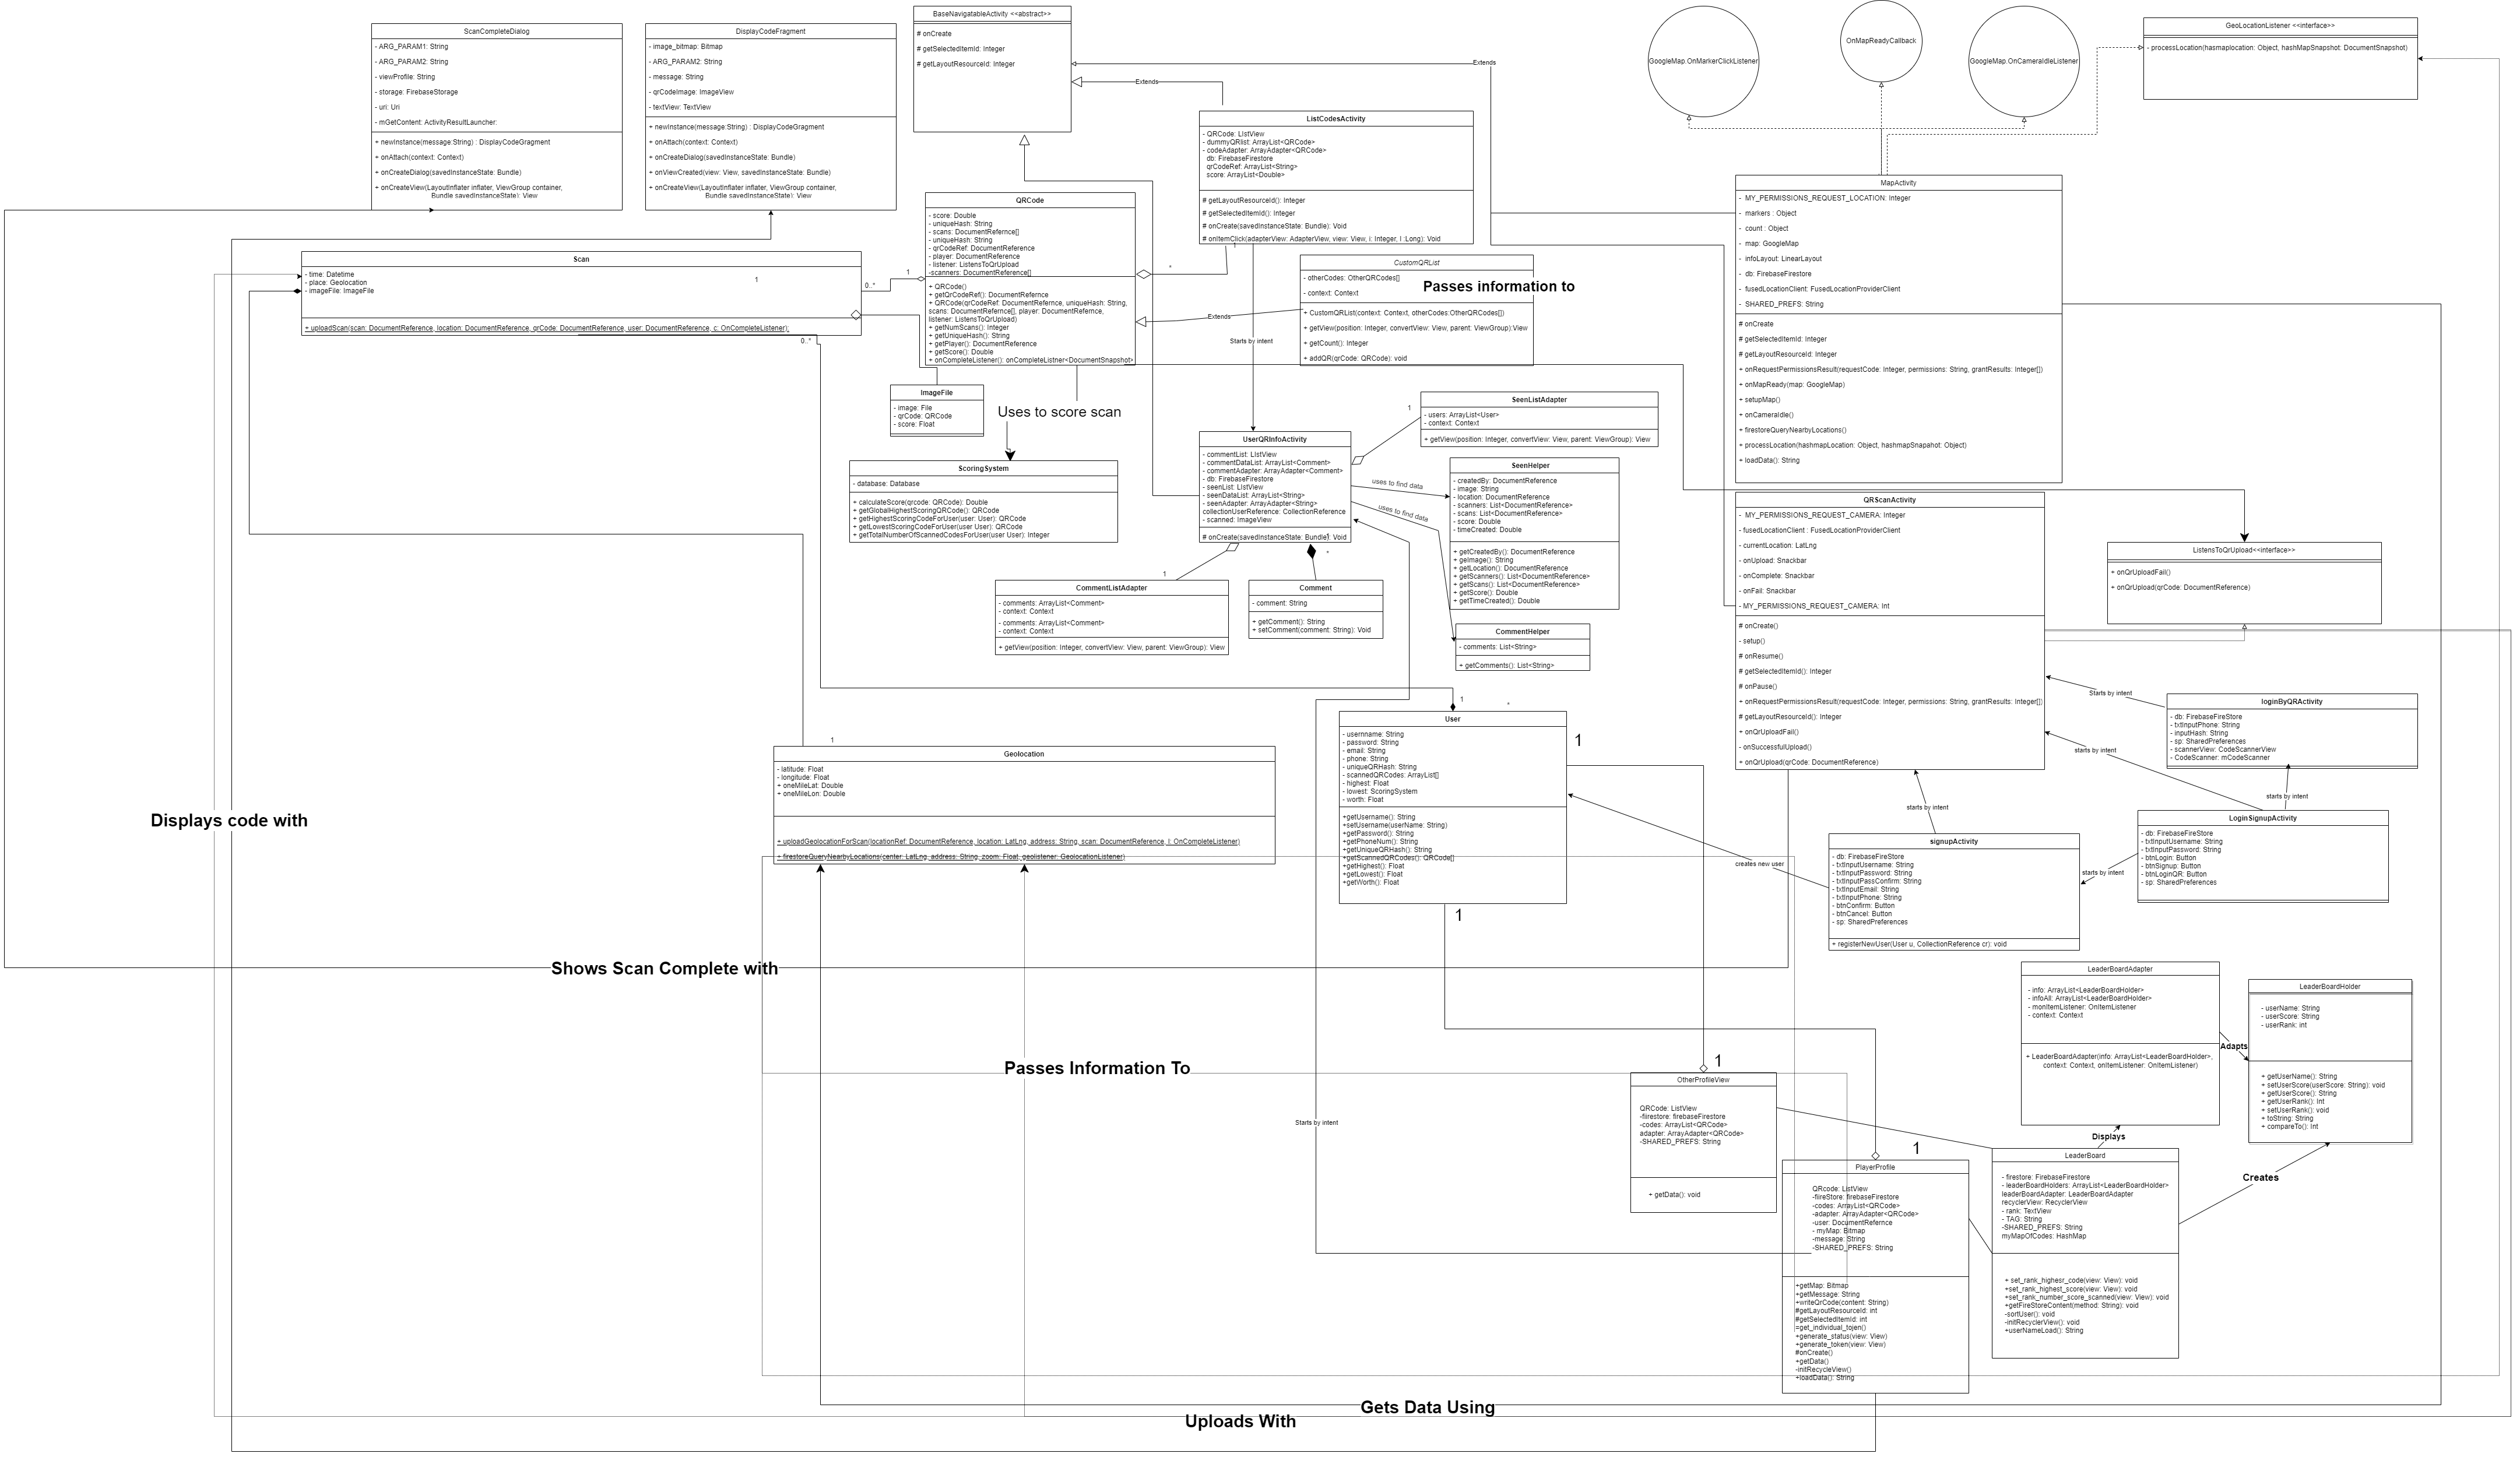 ScanCompleteDialog
- ARG_PARAM1: String
- ARG_PARAM2: String
- viewProfile: String
- storage: FirebaseStorage
- uri: Uri
- mGetContent: ActivityResultLauncher:
+ newInstance(message:String) : DisplayCodeGragment
+ onAttach(context: Context)
+ onCreateDialog(savedInstanceState: Bundle)
+ onCreateView(LayoutInflater inflater, ViewGroup container,
Bundle savedInstanceState): View
DisplayCodeFragment
- image_bitmap: Bitmap
- ARG_PARAM2: String
- message: String
- qrCodeImage: ImageView
- textView: TextView
+ newInstance(message:String) : DisplayCodeGragment
+ onAttach(context: Context)
+ onCreateDialog(savedInstanceState: Bundle)
+ onViewCreated(view: View, savedInstanceState: Bundle)
+ onCreateView(LayoutInflater inflater, ViewGroup container,
Bundle savedInstanceState): View
BaseNavigatableActivity <<abstract>>
# onCreate
# getSelectedItemId: Integer
# getLayoutResourceId: Integer
Extends
Extends
ListCodesActivity
- QRCode: ListView
- dummyQRlist: ArrayList<QRCode>
- codeAdapter: ArrayAdapter<QRCode>
db: FirebaseFirestore
qrCodeRef: ArrayList<String>
score: ArrayList<Double>
# getLayoutResourceId(): Integer
# getSelectedItemId(): Integer
# onCreate(savedInstanceState: Bundle): Void
# onItemClick(adapterView: AdapterView, view: View, i: Integer, l :Long): Void
1
*
GoogleMap.OnMarkerClickListener
OnMapReadyCallback
GoogleMap.OnCameraIdleListener
GeoLocationListener <<interface>>
- processLocation(hasmaplocation: Object, hashMapSnapshot: DocumentSnapshot)
MapActivity
- MY_PERMISSIONS_REQUEST_LOCATION: Integer
- markers : Object
- count : Object
- map: GoogleMap
- infoLayout: LinearLayout
- db: FirebaseFirestore
- fusedLocationClient: FusedLocationProviderClient
- SHARED_PREFS: String
# onCreate
# getSelectedItemId: Integer
# getLayoutResourceId: Integer
+ onRequestPermissionsResult(requestCode: Integer, permissions: String, grantResults: Integer[])
+ onMapReady(map: GoogleMap)
+ setupMap()
+ onCameraIdle()
+ firestoreQueryNearbyLocations()
+ processLocation(hashmapLocation: Object, hashmapSnapahot: Object)
+ loadData(): String
QRCode
- score: Double
- uniqueHash: String
- scans: DocumentRefernce[]
- uniqueHash: String
- qrCodeRef: DocumentReference
- player: DocumentReference
- listener: ListensToQrUpload
-scanners: DocumentReference[]
+ QRCode()
+ getQrCodeRef(): DocumentRefernce
+ QRCode(qrCodeRef: DocumentRefernce, uniqueHash: String,
scans: DocumentRefernce[], player: DocumentRefernce,
listener: ListensToQrUpload)
+ getNumScans(): Integer
+ getUniqueHash(): String
+ getPlayer(): DocumentReference
+ getScore(): Double
+ onCompleteListener(): onCompleteListner<DocumentSnapshot>
Scan
- time: Datetime
- place: Geolocation
- imageFile: ImageFile
+ uploadScan(scan: DocumentReference, location: DocumentReference, qrCode: DocumentReference, user: DocumentReference, c: OnCompleteListener):
1
0..*
1
0..*
CustomQRList
- otherCodes: OtherQRCodes[]
- context: Context
+ CustomQRList(context: Context, otherCodes:OtherQRCodes[])
+ getView(position: Integer, convertView: View, parent: ViewGroup):View
+ getCount(): Integer
+ addQR(qrCode: QRCode): void
Passes information to
Extends
Starts by intent
ImageFile
- image: File
- qrCode: QRCode
- score: Float
Uses to score scan
ScoringSystem
- database: Database
+ calculateScore(qrcode: QRCode): Double
+ getGlobalHighestScoringQRCode(): QRCode
+ getHighestScoringCodeForUser(user: User): QRCode
+ getLowestScoringCodeForUser(user User): QRCode
+ getTotalNumberOfScannedCodesForUser(user User): Integer
UserQRInfoActivity
- commentList: LIstView
- commentDataList: ArrayList<Comment>
- commentAdapter: ArrayAdapter<Comment>
- db: FirebaseFirestore
- seenList: ListView
- seenDataList: ArrayList<String>
- seenAdapter: ArrayAdapter<String>
collectionUserReference: CollectionReference
- scanned: ImageView
# onCreate(savedInstanceState: Bundle): Void
1
*
SeenListAdapter
- users: ArrayList<User>
- context: Context
+ getView(position: Integer, convertView: View, parent: ViewGroup): View
1
SeenHelper
- createdBy: DocumentReference
- image: String
- location: DocumentReference
- scanners: List<DocumentReference>
- scans: List<DocumentReference>
- score: Double
- timeCreated: Double
+ getCreatedBy(): DocumentReference
+ geImage(): String
+ getLocation(): DocumentReference
+ getScanners(): List<DocumentReference>
+ getScans(): List<DocumentReference>
+ getScore(): Double
+ getTimeCreated(): Double
uses to find data
uses to find data
CommentListAdapter
- comments: ArrayList<Comment>
- context: Context
- comments: ArrayList<Comment>
- context: Context
+ getView(position: Integer, convertView: View, parent: ViewGroup): View
1
Comment
- comment: String
+ getComment(): String
+ setComment(comment: String): Void
CommentHelper
- comments: List<String>
+ getComments(): List<String>
QRScanActivity
- MY_PERMISSIONS_REQUEST_CAMERA: Integer
- fusedLocationClient : FusedLocationProviderClient
- currentLocation: LatLng
- onUpload: Snackbar
- onComplete: Snackbar
- onFail: Snackbar
- MY_PERMISSIONS_REQUEST_CAMERA: Int
# onCreate()
- setup()
# onResume()
# getSelectedItemId(): Integer
# onPause()
+ onRequestPermissionsResult(requestCode: Integer, permissions: String, grantResults: Integer[])
# getLayoutResourceId(): Integer
+ onQrUploadFail()
- onSuccessfulUpload()
+ onQrUpload(qrCode: DocumentReference)
ListensToQrUpload<<interface>>
+ onQrUploadFail()
+ onQrUpload(qrCode: DocumentReference)
loginByQRActivity
- db: FirebaseFireStore
- txtInputPhone: String
- inputHash: String
- sp: SharedPreferences
- scannerView: CodeScannerView
- CodeScanner: mCodeScanner
Starts by intent
starts by intent
starts by intent
starts by intent
starts by intent
LoginSignupActivity
- db: FirebaseFireStore
- txtInputUsername: String
- txtInputPassword: String
- btnLogin: Button
- btnSignup: Button
- btnLoginQR: Button
- sp: SharedPreferences
signupActivity
- db: FirebaseFireStore
- txtInputUsername: String
- txtInputPassword: String
- txtInputPassConfirm: String
- txtInputEmail: String
- txtInputPhone: String
- btnConfirm: Button
- btnCancel: Button
- sp: SharedPreferences
+ registerNewUser(User u, CollectionReference cr): void
creates new user
User
- usernname: String
- password: String
- email: String
- phone: String
- uniqueQRHash: String
- scannedQRCodes: ArrayList[]
- highest: Float
- lowest: ScoringSystem
- worth: Float
+getUsername(): String
+setUsername(userName: String)
+getPassword(): String
+getPhoneNum(): String
+getUniqueQRHash(): String
+getScannedQRCodes(): QRCode[]
+getHighest(): Float
+getLowest(): Float
+getWorth(): Float
1
*
1
1
Geolocation
- latitude: Float
- longitude: Float
+ oneMileLat: Double
+ oneMileLon: Double
+ uploadGeolocationForScan(locationRef: DocumentReference, location: LatLng, address: String, scan: DocumentReference, l: OnCompleteListener)
+ firestoreQueryNearbyLocations(center: LatLng, address: String, zoom: Float, geolistener: GeolocationListener)
1
Displays code with
Shows Scan Complete with
Passes Information To
Starts by intent
LeaderBoardAdapter
- info: ArrayList<LeaderBoardHolder>
- infoAll: ArrayList<LeaderBoardHolder>
- monItemListener: OnItemListener
- context: Context
+ LeaderBoardAdapter(info: ArrayList<LeaderBoardHolder>,
context: Context, onItemListener: OnItemListener)
Adapts
LeaderBoardHolder
- userName: String
- userScore: String
- userRank: int
+ getUserName(): String
+ setUserScore(userScore: String): void
+ getUserScore(): String
+ getUserRank(): Int
+ setUserRank(): void
+ toString: String
+ compareTo(): Int
Displays
Creates
OtherProfileView
QRCode: ListView
-fiirestore: firebaseFirestore
-codes: ArrayList<QRCode>
adapter: ArrayAdapter<QRCode>
-SHARED_PREFS: String
+ getData(): void
1
PlayerProfile
QRcode: ListView
-fiireStore: firebaseFirestore
-codes: ArrayList<QRCode>
-adapter: ArrayAdapter<QRCode>
-user: DocumentRefernce
- myMap: Bitmap
-message: String
-SHARED_PREFS: String
+getMap: Bitmap
+getMessage: String
+writeQrCode(content: String)
#getLayoutResourceId: int
#getSelectedItemId: int
=get_individual_tojen()
+generate_status(view: View)
+generate_token(view: View)
#onCreate()
+getData()
-initRecycleView()
+loadData(): String
1
LeaderBoard
- firestore: FirebaseFirestore
- leaderBoardHolders: ArrayList<LeaderBoardHolder>
leaderBoardAdapter: LeaderBoardAdapter
recyclerView: RecyclerView
- rank: TextView
- TAG: String
-SHARED_PREFS: String
myMapOfCodes: HashMap
+ set_rank_highesr_code(view: View): void
+set_rank_highest_score(view: View): void
+set_rank_number_score_scanned(view: View): void
+getFireStoreContent(method: String): void
-sortUser(): void
-initRecyclerView(): void
+userNameLoad(): String
Gets Data Using
Uploads With